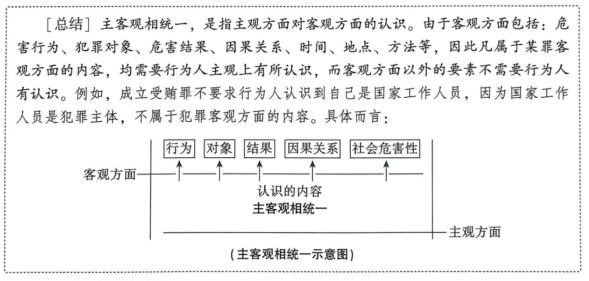 ［总结］主客观相统一，是指主观方面对客观方面的认识。由于客观方面包括：危
害行为、犯罪对象、危害结果、因果关系、时间、地点、方法等，因此凡属于某罪客
观方面的内容，均需要行为人主观上有所认识，而客观方面以外的要素不需要行为人
有认识。例如，成立受贿罪不要求行为人认识到自己是国家工作人员，因为国家工作
人员是犯罪主体，不属于犯罪客观方面的内容。具体而言：
行为 对象 结果 因果关系 社会危害性
客观方面
认识的内容
主客观相统一
主观方面
(主客观相统一示意图)